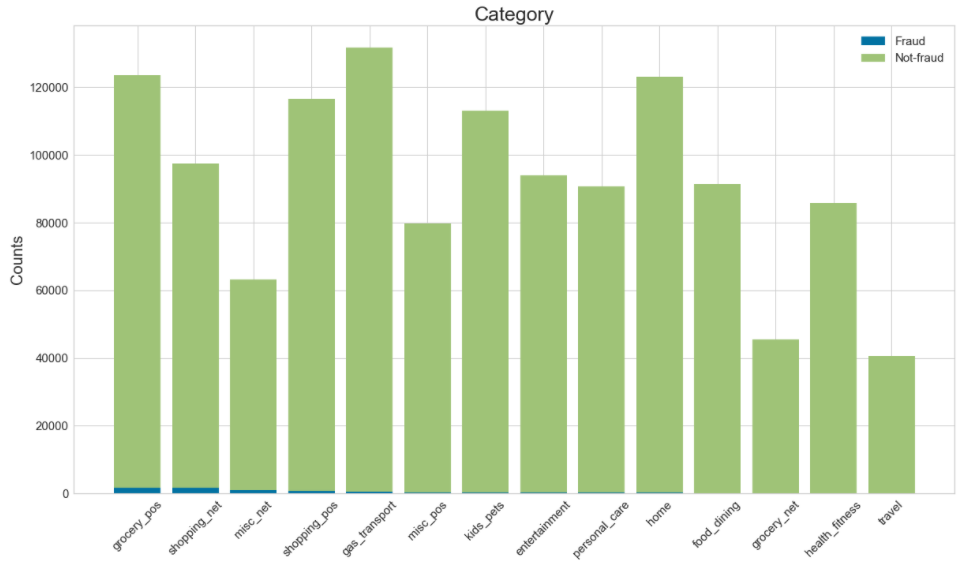 Category
Fraud
Not-fraud
120000
100000
80000
60000
40000
20000
0
Counts
grocery_pos
shopping_net
misc_net
shopping_pos
gas_transport
misc_pos
kids_pets
entertainment
personal_care
home
food_dining
grocery_net
health_fitness
travel